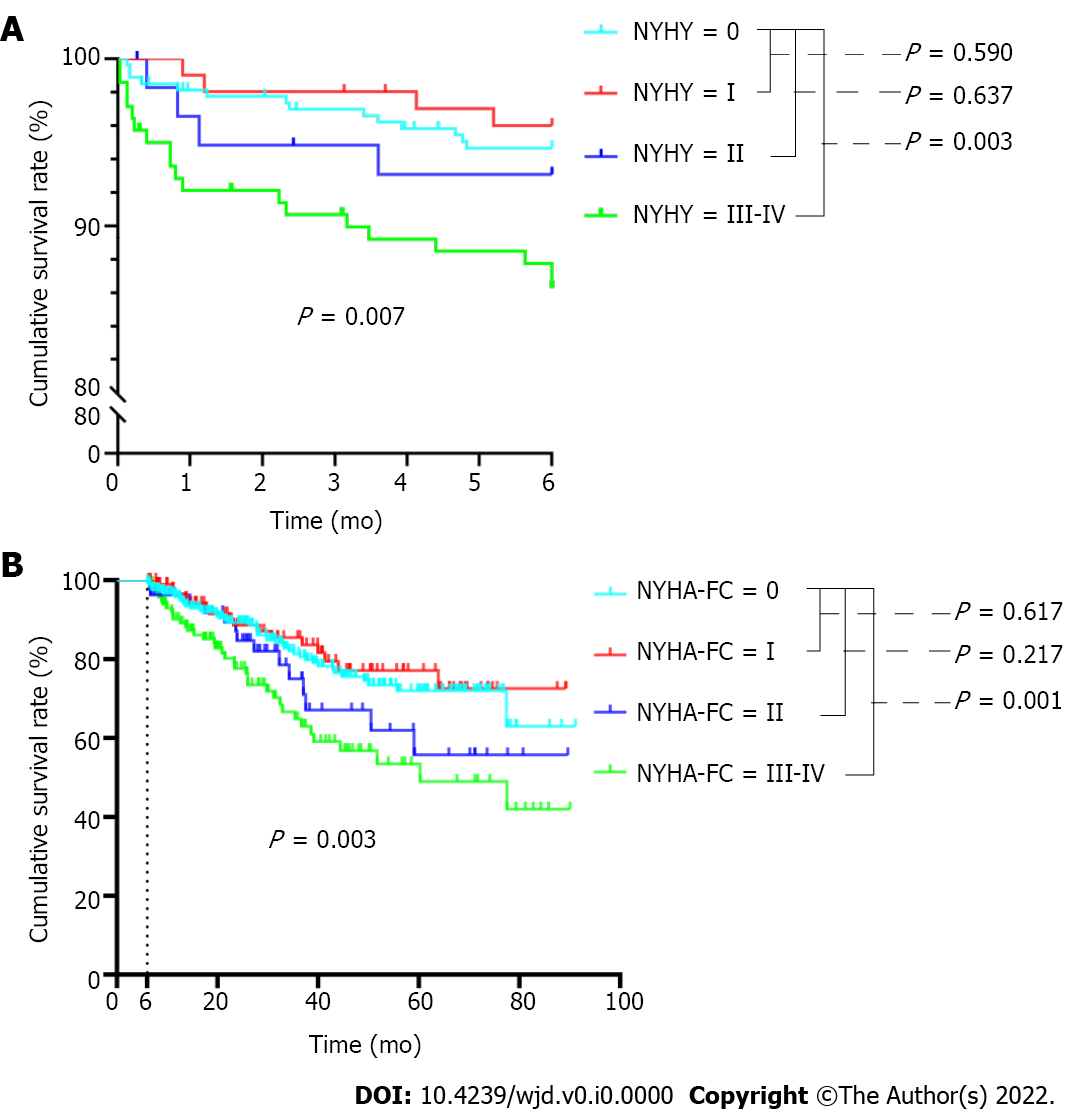 A
100
90
80
80
0
Cumulative survival rate (%)
0 1 2 3 4 5 6
Time (mo)
P = 0.007
NYHY = 0
NYHY = I
NYHY = II
NYHY = III-IV
P = 0.590
P = 0.637
P = 0.003
B
100
80
60
40
20
0
Cumulative survival rate (%)
0 6 20 40 60 80 100
Time (mo)
P = 0.003
NYHA-FC = 0
NYHA-FC = I
NYHA-FC = II
NYHA-FC = III-IV
P = 0.617
P = 0.217
P = 0.001
DOI: 10.4239/wjd.v0.i0.0000 Copyright ©The Author(s) 2022.